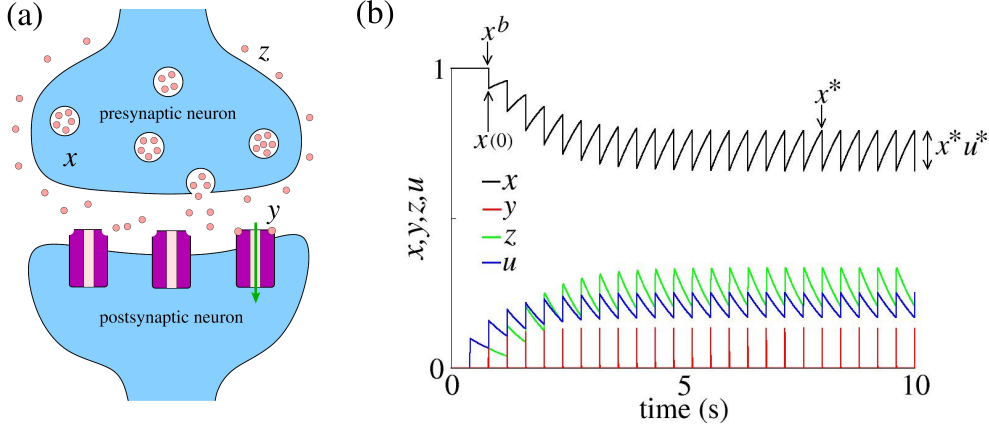 (a)
z
presynaptic neuron
x
y
postsynaptic neuron
(b)
x^b
1
x*
x(0)
x*u*
x
y
z
u
x,y,z,u
0
0 5 10
time (s)